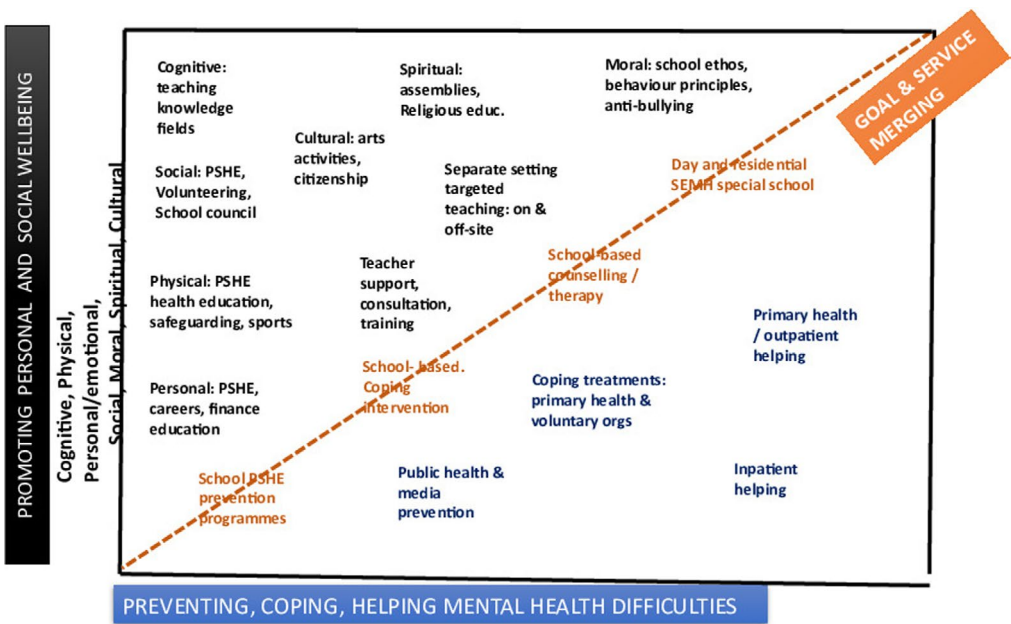 PROMOTING PERSONAL AND SOCIAL WELLBEING
Cognitive, Physical,
Personal/emotional,
Social, Moral, Spiritual, Cultural
Cognitive:
teaching
knowledge
fields
Spiritual:
assemblies,
Religious educ.
Moral: school ethos,
behaviour principles,
anti-bullying
GOAL & SERVICE
MERGING
Cultural: arts
activities,
citizenship
Social: PSHE,
Volunteering,
School council
Separate setting
targeted
teaching: on &
off-site
Day and residential
SEMH special school
Physical: PSHE
health education,
safeguarding, sports
Teacher
support,
consultation,
training
School-based
counselling /
therapy
Primary health
/ outpatient
helping
Personal: PSHE,
careers, finance
education
School- based.
Coping
intervention
Coping treatments:
primary health &
voluntary orgs
School PSHE
prevention
programmes
Public health &
media
prevention
Inpatient
helping
PREVENTING, COPING, HELPING MENTAL HEALTH DIFFICULTIES